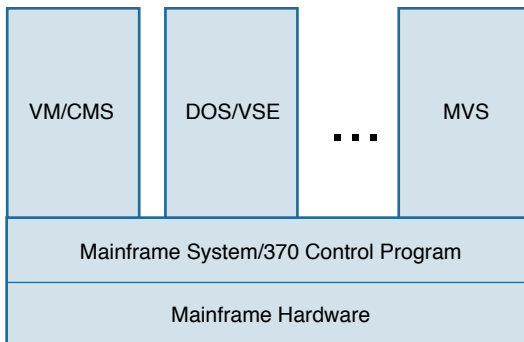 VM/CMS
DOS/VSE
...
MVS
Mainframe System/370 Control Program
Mainframe Hardware